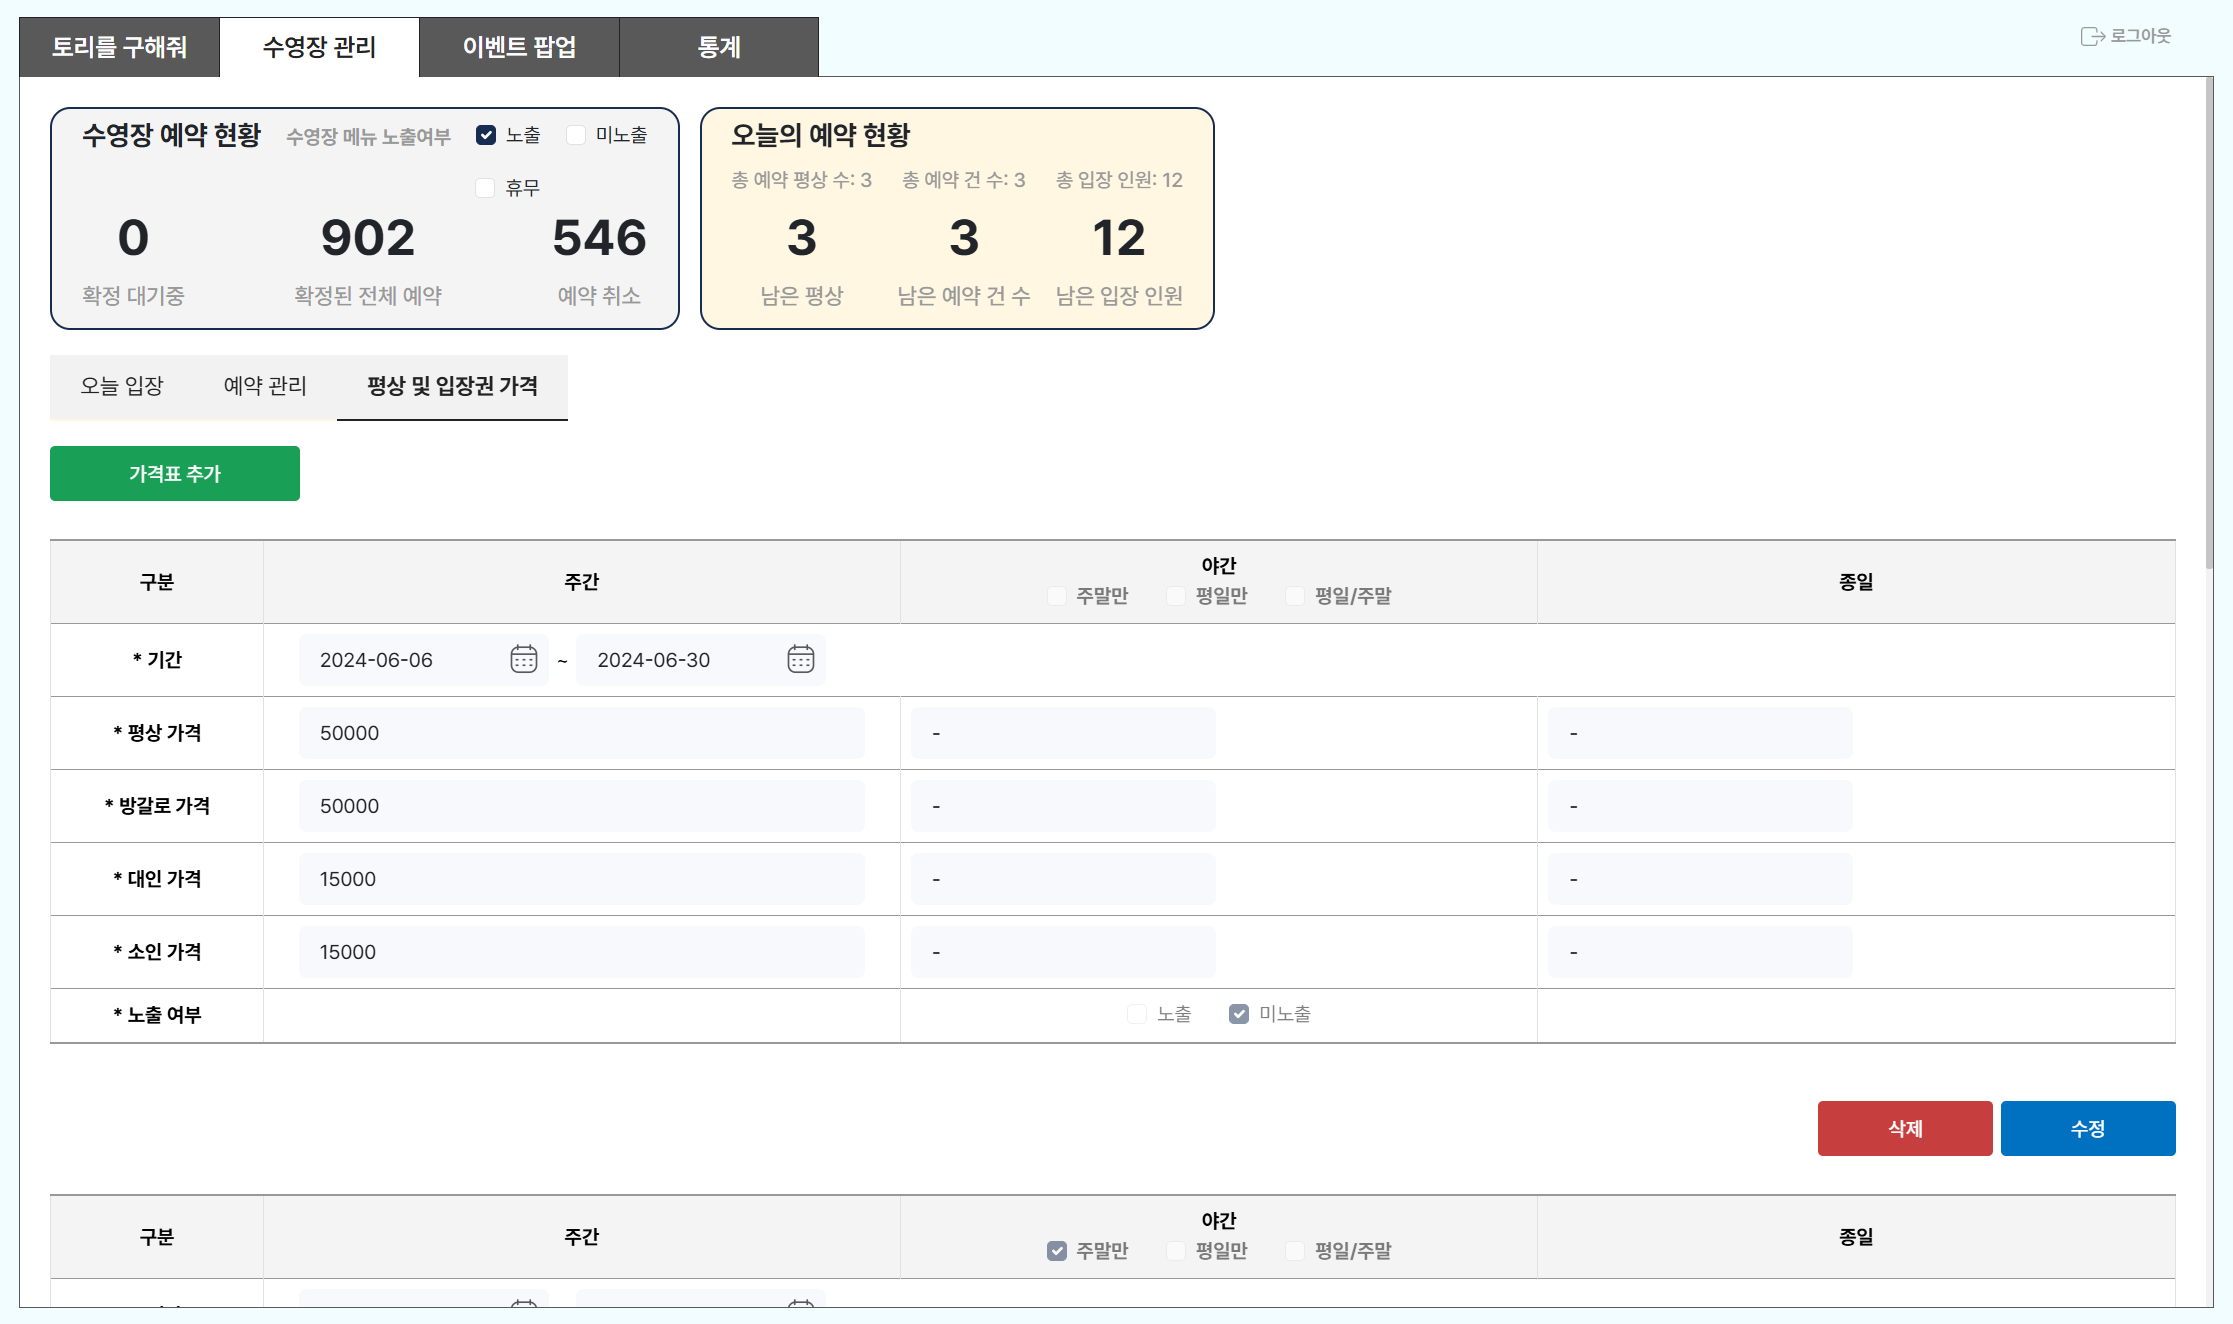 토리를 구해줘 수영장 관리 이벤트 팝업 통계 로그아웃
수영장 예약 현황 수영장 메뉴 노출여부 노출 미노출
휴무
0 902 546
확정 대기중 확정된 전체 예약 예약 취소
오늘의 예약 현황
총 예약 평상 수: 3 총 예약 건 수: 3 총 입장 인원: 12
3 3 12
남은 평상 남은 예약 건 수 남은 입장 인원
오늘 입장 예약 관리 평상 및 입장권 가격
가격표 추가
구분 주간 야간 종일
주말만 평일만 평일/주말
* 기간 2024-06-06 ~ 2024-06-30
* 평상 가격 50000 - -
* 방갈로 가격 50000 - -
* 대인 가격 15000 - -
* 소인 가격 15000 - -
* 노출 여부 노출 미노출
삭제 수정
구분 주간 야간 종일
주말만 평일만 평일/주말